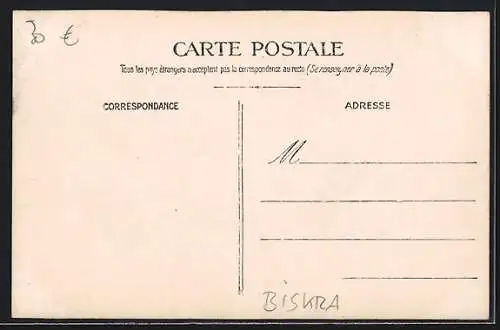 30 €
CARTE POSTALE
Tous les pays étrangers n'acceptent pas la correspondance au recto (Se renseigner à la poste)
CORRESPONDANCE
ADRESSE
M
BISKRA